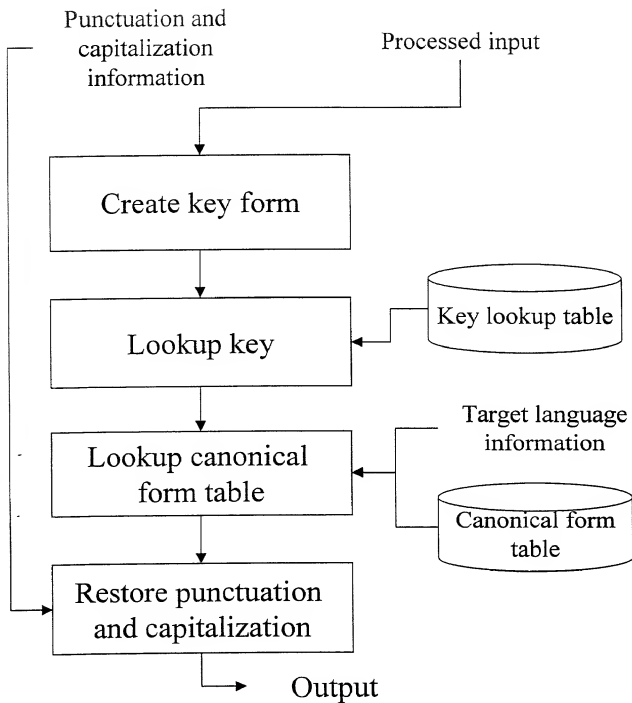 Punctuation and
capitalization
information
Processed input
Create key form
Lookup key
Key lookup table
Lookup canonical
form table
Target language
information
Canonical form
table
Restore punctuation
and capitalization
Output